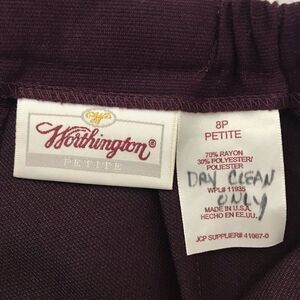 Worthington®
PETITE
8P
PETITE
70% RAYON
30% POLYESTER/
POLIESTER
DRY CLEAN
WPL# 11935
ONLY
MADE IN U.S.A.
HECHO EN EE.UU.
JCP SUPPLIER# 41067-0